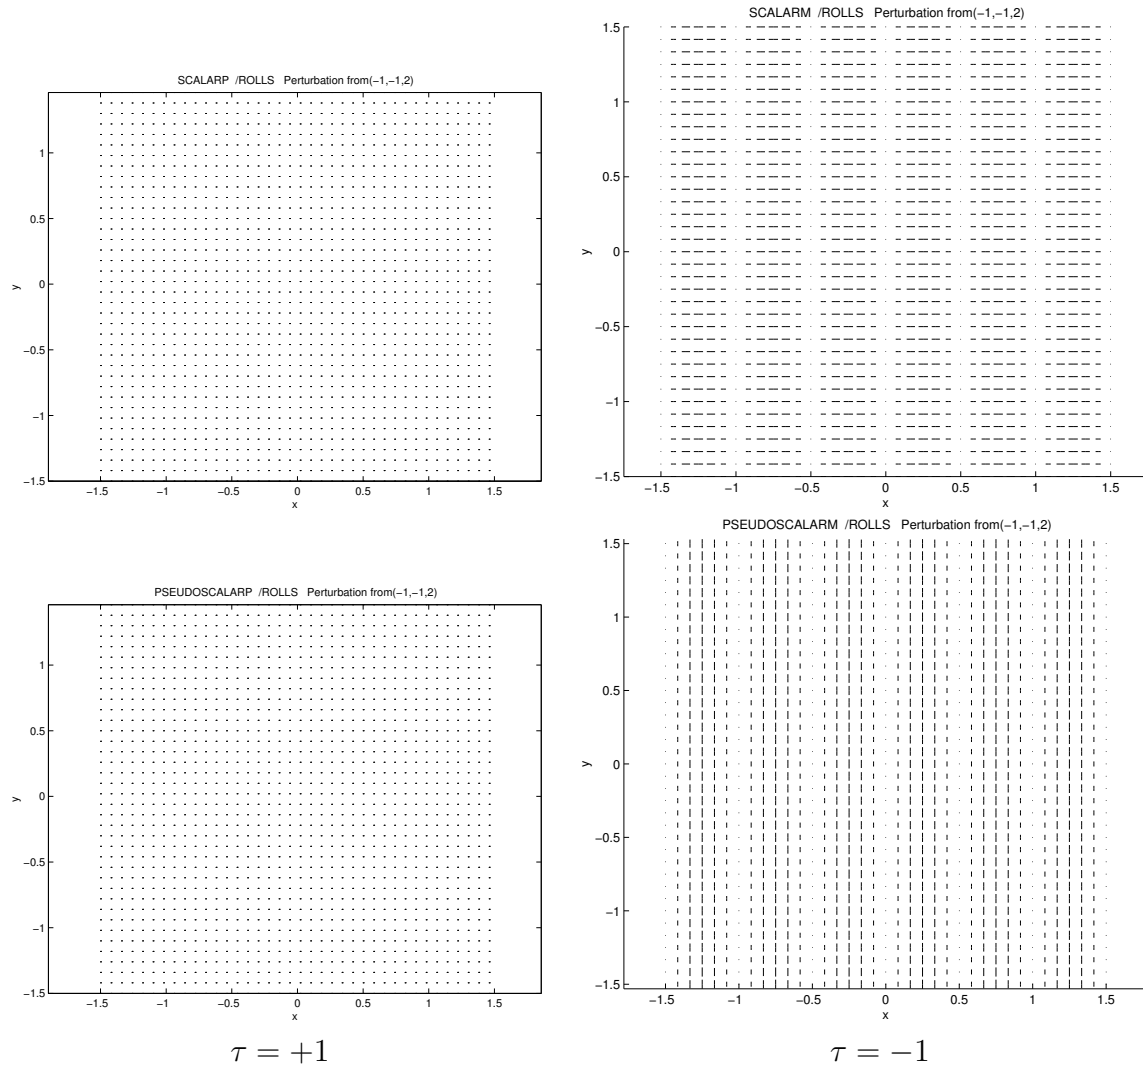 SCALARP /ROLLS Perturbation from(−1,−1,2)
1
0.5
0
−0.5
−1
−1.5
y
−1.5 −1 −0.5 0 0.5 1 1.5
x
SCALARM /ROLLS Perturbation from(−1,−1,2)
1.5
1
0.5
0
−0.5
−1
−1.5
y
−1.5 −1 −0.5 0 0.5 1 1.5
x
PSEUDOSCALARP /ROLLS Perturbation from(−1,−1,2)
1
0.5
0
−0.5
−1
−1.5
y
−1.5 −1 −0.5 0 0.5 1 1.5
x
τ = +1
PSEUDOSCALARM /ROLLS Perturbation from(−1,−1,2)
1.5
1
0.5
0
−0.5
−1
−1.5
y
−1.5 −1 −0.5 0 0.5 1 1.5
x
τ = −1